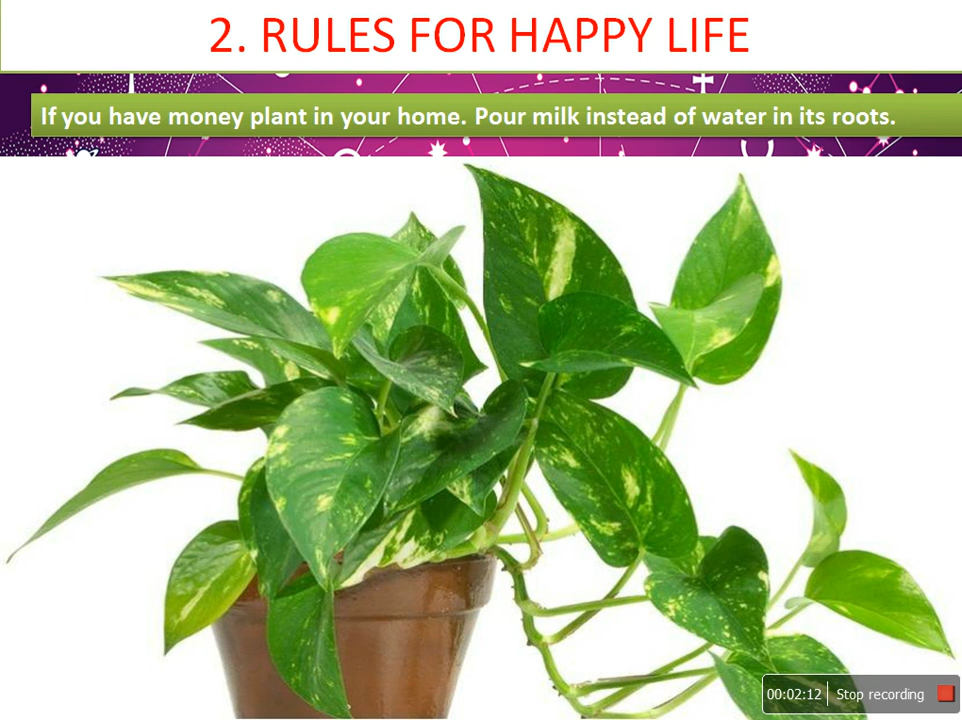 2. RULES FOR HAPPY LIFE
If you have money plant in your home. Pour milk instead of water in its roots.
00:02:12 Stop recording